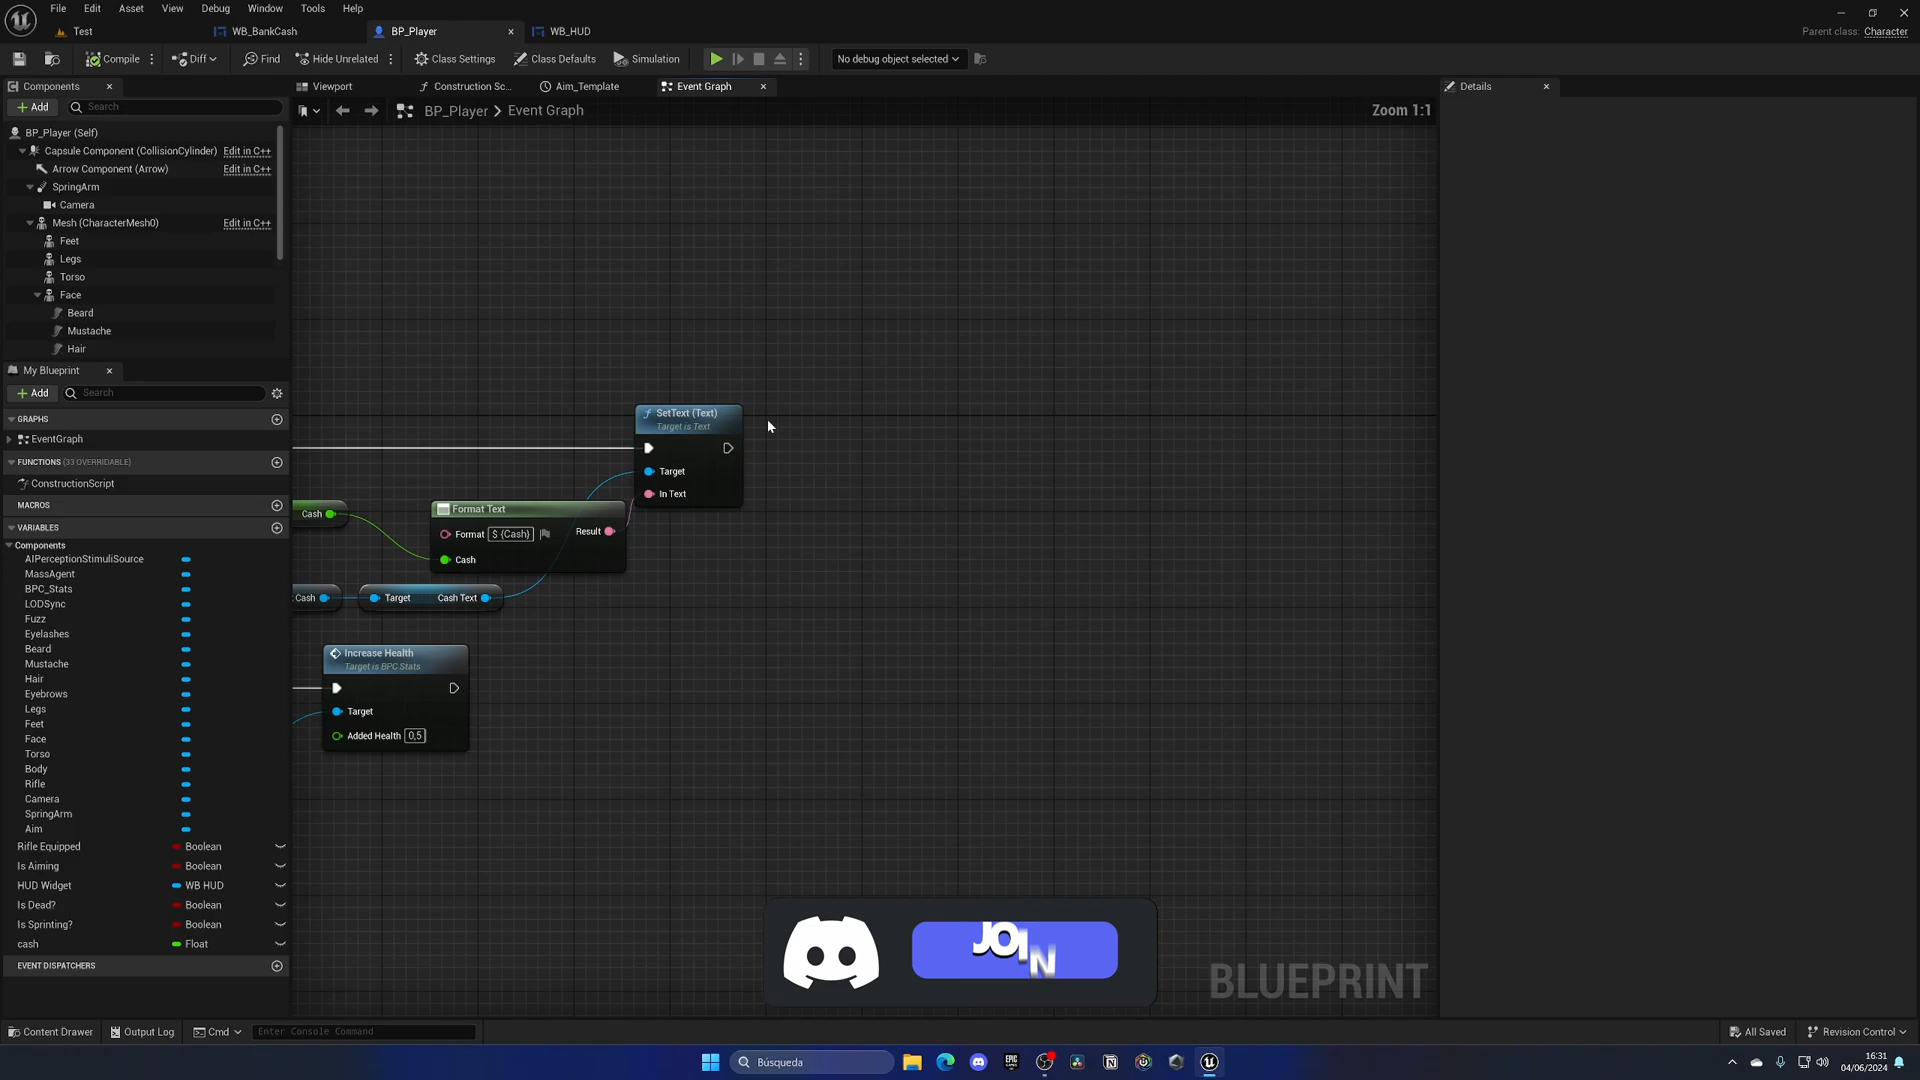 File Edit Asset View Debug Window Tools Help
Test WB_BankCash BP_Player WB_HUD
Parent class: Character
Compile Diff Find Hide Unrelated Class Settings Class Defaults Simulation No debug object selected
Components Viewport Construction Sc... Aim_Template Event Graph Details
Add Search
BP_Player > Event Graph
Zoom 1:1
BP_Player (Self)
Capsule Component (CollisionCylinder) Edit in C++
Arrow Component (Arrow) Edit in C++
SpringArm
Camera
Mesh (CharacterMesh0) Edit in C++
Feet
Legs
Torso
Face
Beard
Mustache
Hair
My Blueprint
Add Search
GRAPHS
EventGraph
FUNCTIONS (33 OVERRIDABLE)
ConstructionScript
MACROS
VARIABLES
Components
AIPerceptionStimuliSource
MassAgent
BPC_Stats
LODSync
Fuzz
Eyelashes
Beard
Mustache
Hair
Eyebrows
Legs
Feet
Face
Torso
Body
Rifle
Camera
SpringArm
Aim
Rifle Equipped Boolean
Is Aiming Boolean
HUD Widget WB HUD
Is Dead? Boolean
Is Sprinting? Boolean
cash Float
EVENT DISPATCHERS
SetText (Text)
Target is Text
Target
In Text
Cash
Format Text
Format $ {Cash} Result
Cash
Cash Target Cash Text
Increase Health
Target is BPC Stats
Target
Added Health 0,5
JOIN
BLUEPRINT
Content Drawer Output Log Cmd Enter Console Command All Saved Revision Control
Búsqueda
EPIC GAMES
16:31
04/06/2024